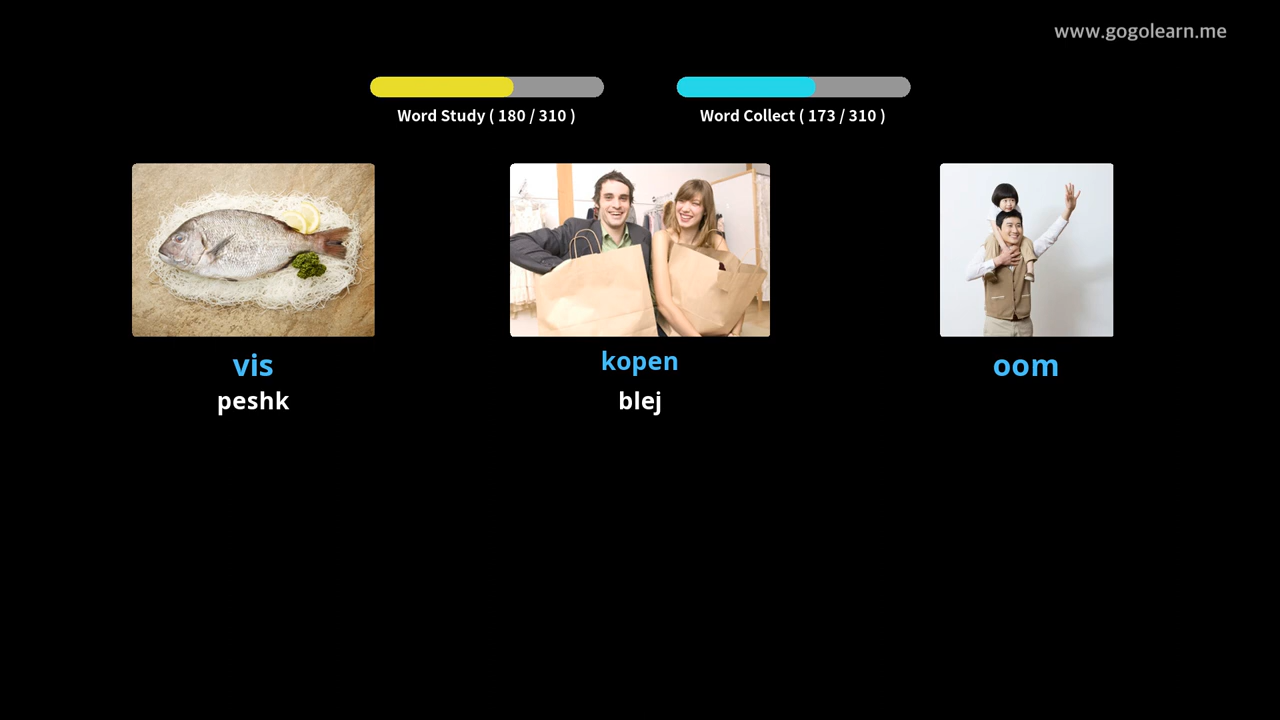 www.gogolearn.me
Word Study ( 180 / 310 )
Word Collect ( 173 / 310 )
vis
peshk
kopen
blej
oom